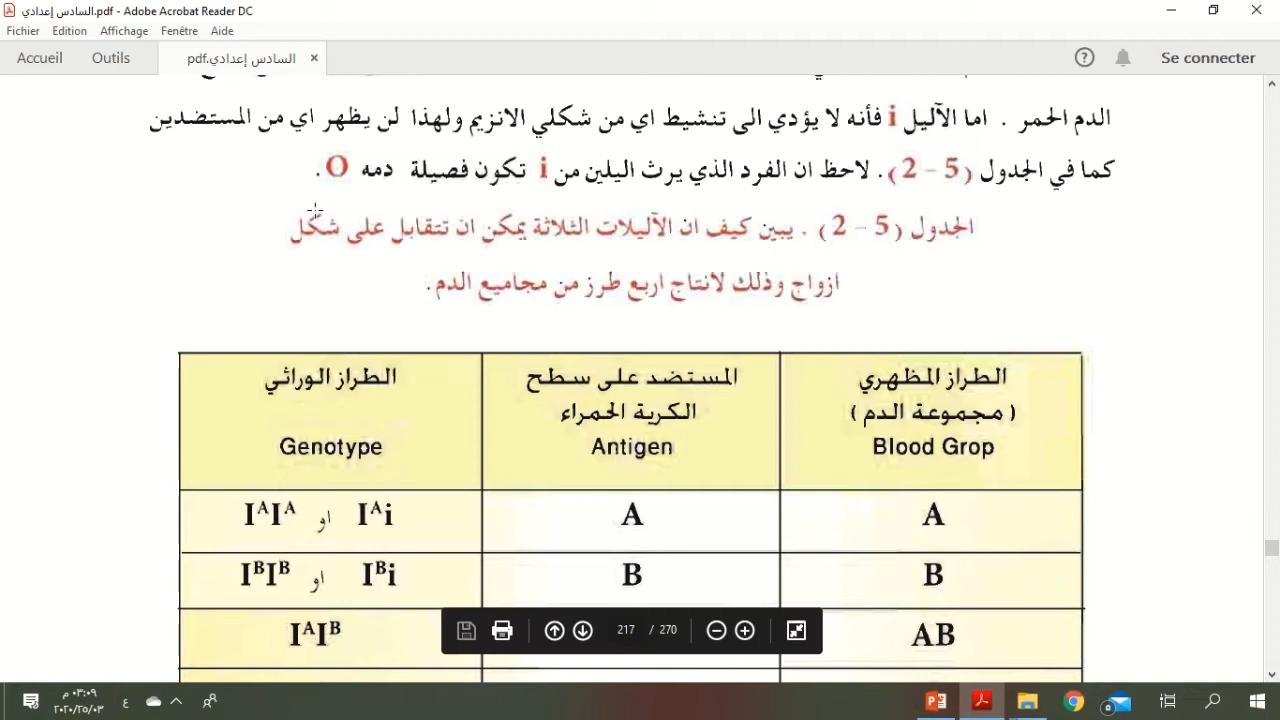 السادس إعدادي.pdf - Adobe Acrobat Reader DC
Fichier Edition Affichage Fenêtre Aide
Accueil Outils السادس إعدادي.pdf × Se connecter
الدم الحمر . اما الآليل i فأنه لا يؤدي الى تنشيط اي من شكلي الانزيم ولهذا لن يظهر اي من المستضدين
كما في الجدول (5 - 2) . لاحظ ان الفرد الذي يرث اليلين من i تكون فصيلة دمه O .
الجدول (5 - 2) . يبين كيف ان الآليلات الثلاثة يمكن ان تتقابل على شكل
ازواج وذلك لانتاج اربع طرز من مجاميع الدم.
الطراز المظهري المستضد على سطح الطراز الوراثي
(مجموعة الدم) الكرية الحمراء
Blood Grop Antigen Genotype
A A IᴬIᴬ او Iᴬi
B B IᴮIᴮ او Iᴮi
AB IᴬIᴮ
217 / 270
٠٣:٠٩ م
٢٠٢٠/٢٥/٠٣
ع